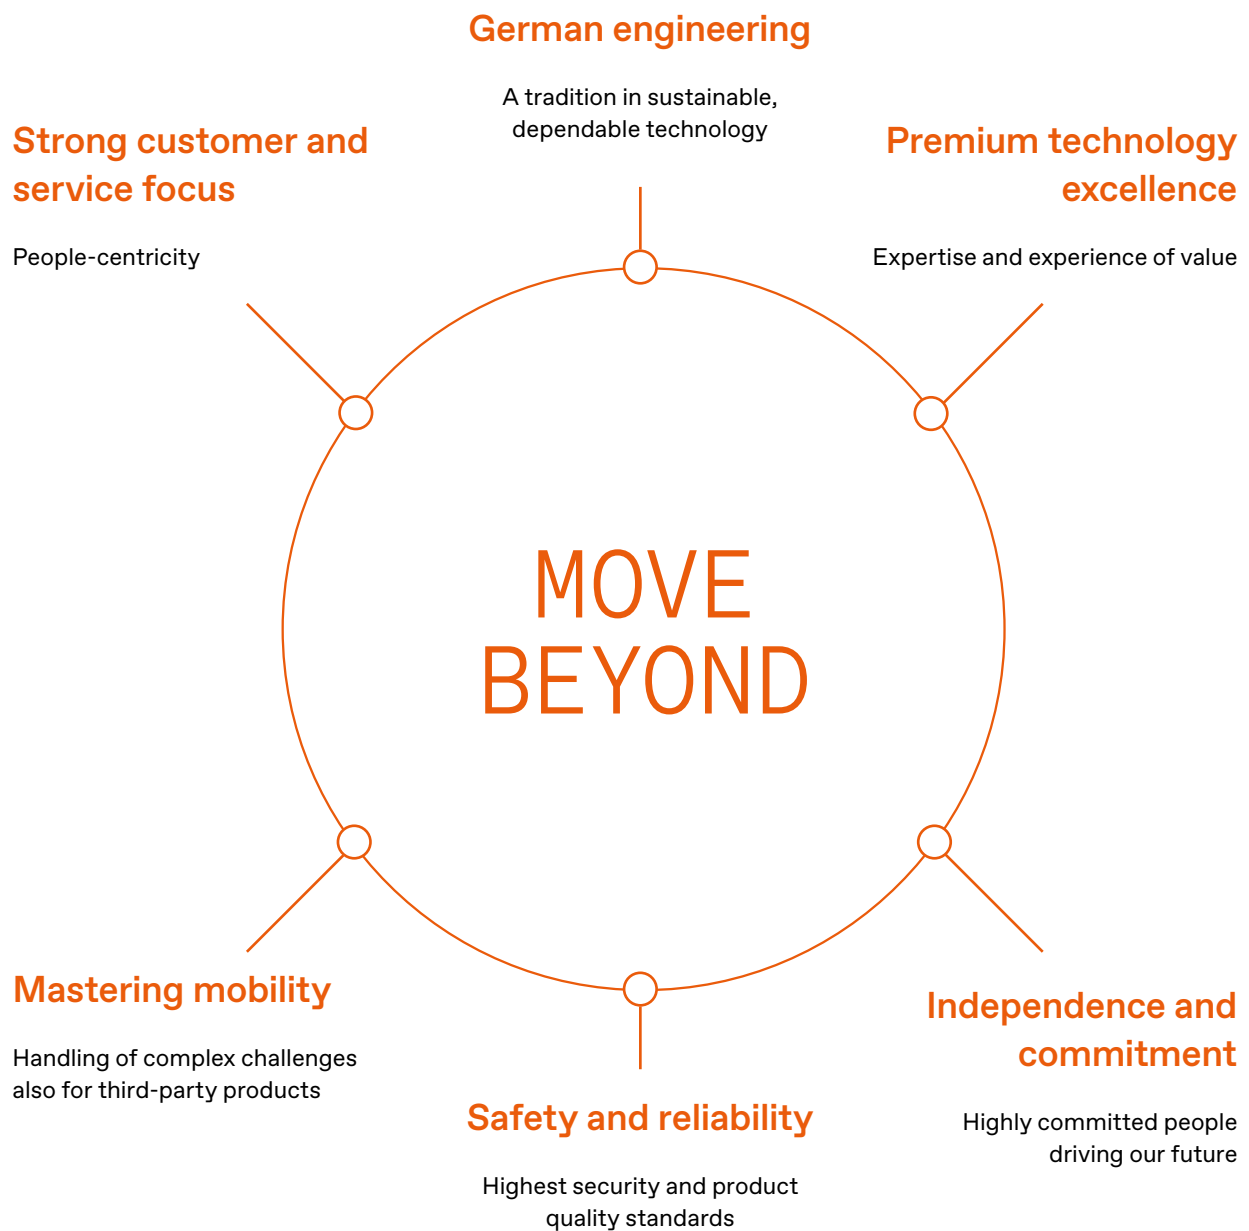 German engineering
A tradition in sustainable,
dependable technology
Strong customer and
service focus
People-centricity
Premium technology
excellence
Expertise and experience of value
MOVE
BEYOND
Mastering mobility
Handling of complex challenges
also for third-party products
Independence and
commitment
Highly committed people
driving our future
Safety and reliability
Highest security and product
quality standards